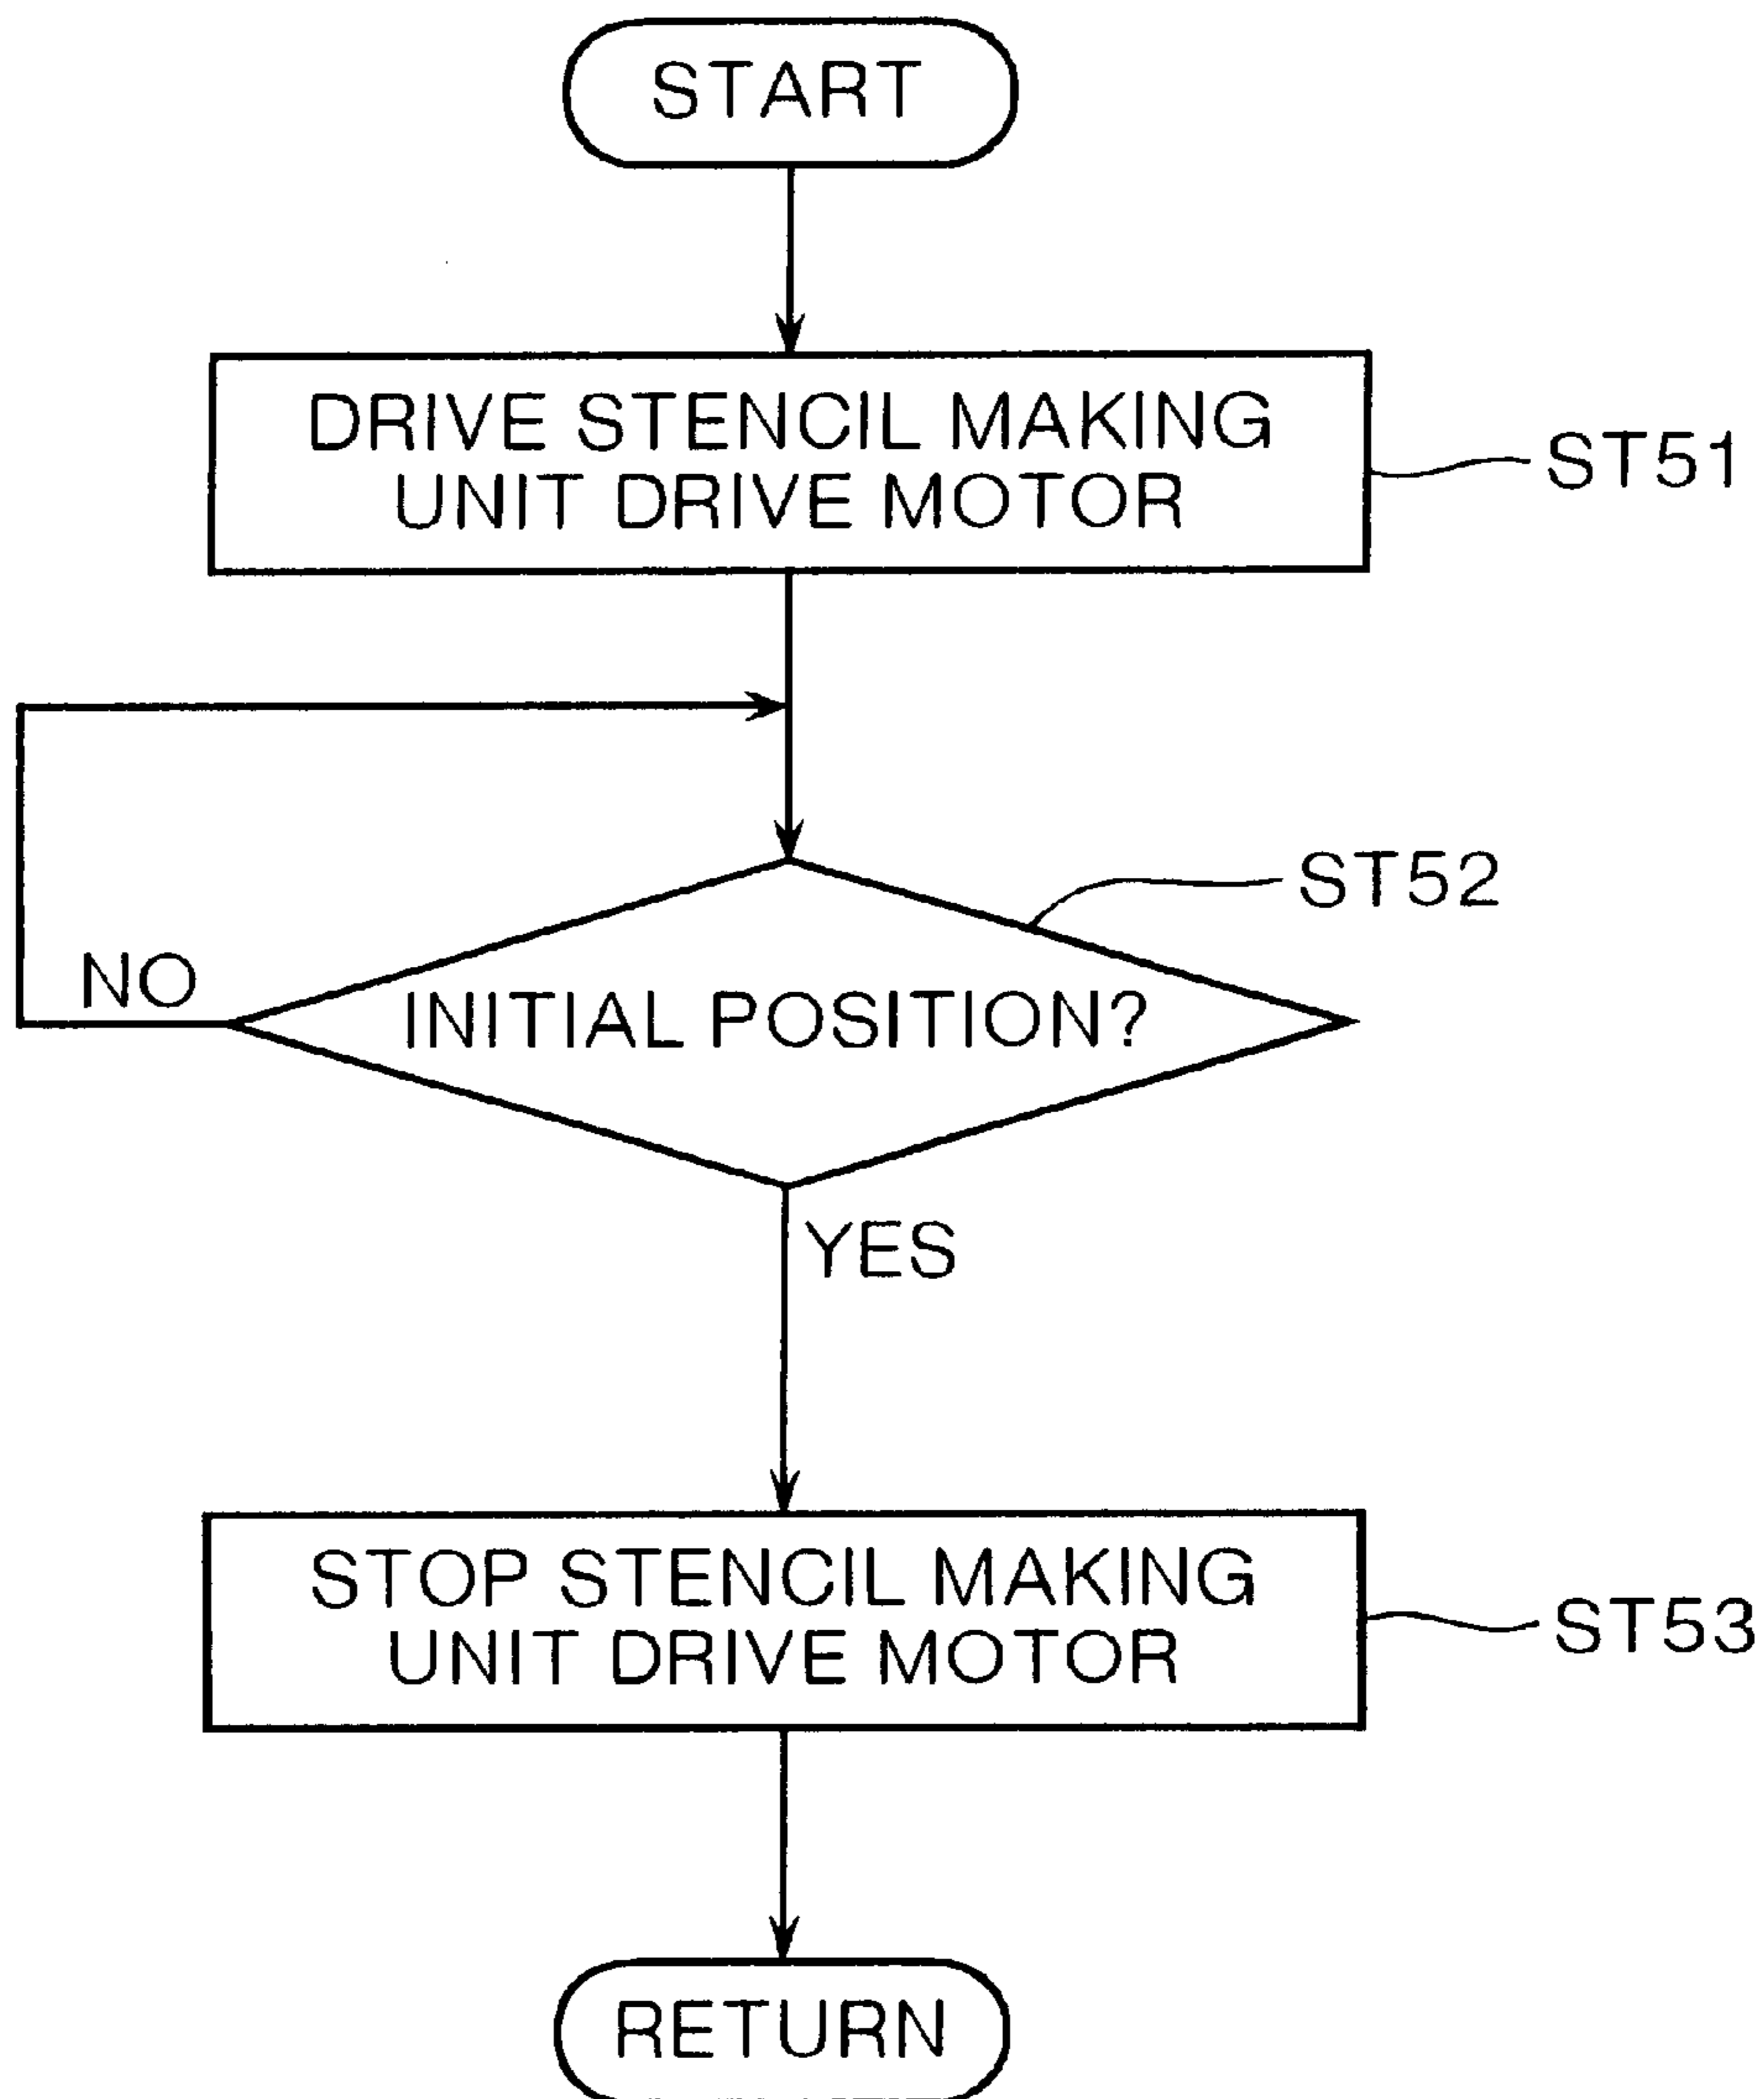 START
DRIVE STENCIL MAKING
UNIT DRIVE MOTOR
ST51
ST52
NO
INITIAL POSITION?
YES
STOP STENCIL MAKING
UNIT DRIVE MOTOR
ST53
RETURN